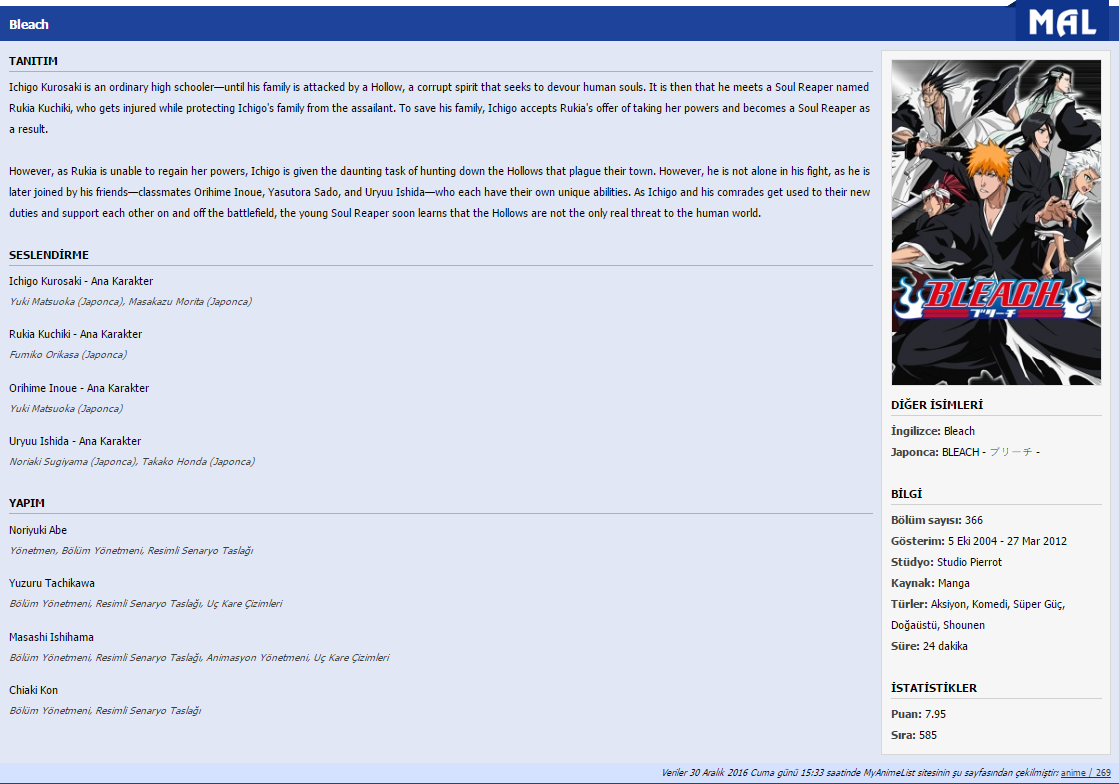 Bleach
MAL
TANITIM
Ichigo Kurosaki is an ordinary high schooler—until his family is attacked by a Hollow, a corrupt spirit that seeks to devour human souls. It is then that he meets a Soul Reaper named
Rukia Kuchiki, who gets injured while protecting Ichigo's family from the assailant. To save his family, Ichigo accepts Rukia's offer of taking her powers and becomes a Soul Reaper as
a result.
However, as Rukia is unable to regain her powers, Ichigo is given the daunting task of hunting down the Hollows that plague their town. However, he is not alone in his fight, as he is
later joined by his friends—classmates Orihime Inoue, Yasutora Sado, and Uryuu Ishida—who each have their own unique abilities. As Ichigo and his comrades get used to their new
duties and support each other on and off the battlefield, the young Soul Reaper soon learns that the Hollows are not the only real threat to the human world.
SESLENDİRME
Ichigo Kurosaki - Ana Karakter
Yuki Matsuoka (Japonca), Masakazu Morita (Japonca)
Rukia Kuchiki - Ana Karakter
Fumiko Orikasa (Japonca)
Orihime Inoue - Ana Karakter
Yuki Matsuoka (Japonca)
Uryuu Ishida - Ana Karakter
Noriaki Sugiyama (Japonca), Takako Honda (Japonca)
YAPIM
Noriyuki Abe
Yönetmen, Bölüm Yönetmeni, Resimli Senaryo Taslağı
Yuzuru Tachikawa
Bölüm Yönetmeni, Resimli Senaryo Taslağı, Uç Kare Çizimleri
Masashi Ishihama
Bölüm Yönetmeni, Resimli Senaryo Taslağı, Animasyon Yönetmeni, Uç Kare Çizimleri
Chiaki Kon
Bölüm Yönetmeni, Resimli Senaryo Taslağı
BLEACH
ブリーチ
DİĞER İSİMLERİ
İngilizce: Bleach
Japonca: BLEACH - ブリーチ -
BİLGİ
Bölüm sayısı: 366
Gösterim: 5 Eki 2004 - 27 Mar 2012
Stüdyo: Studio Pierrot
Kaynak: Manga
Türler: Aksiyon, Komedi, Süper Güç,
Doğaüstü, Shounen
Süre: 24 dakika
İSTATİSTİKLER
Puan: 7.95
Sıra: 585
Veriler 30 Aralık 2016 Cuma günü 15:33 saatinde MyAnimeList sitesinin şu sayfasından çekilmiştir: anime / 269